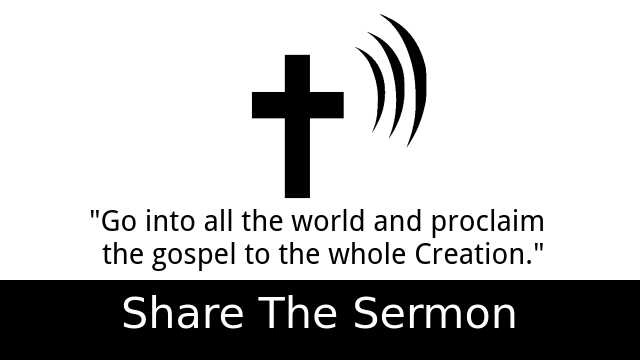 "Go into all the world and proclaim
the gospel to the whole Creation."
Share The Sermon